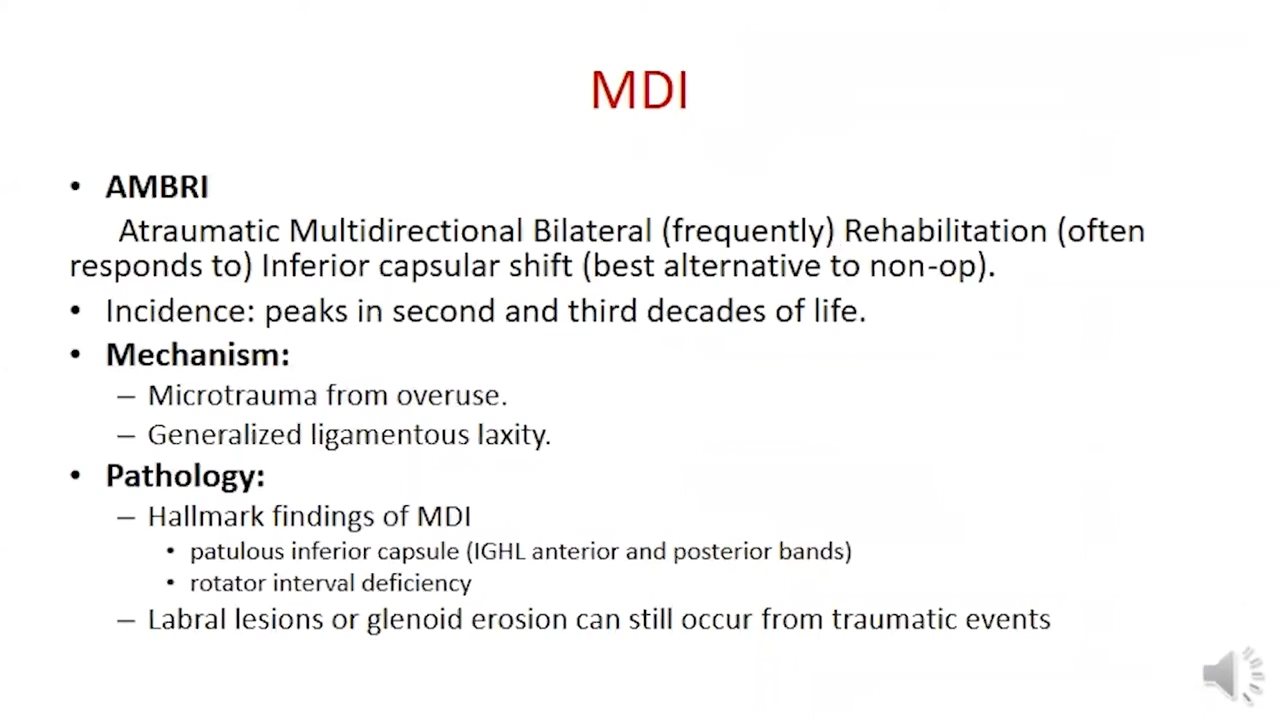 MDI
• AMBRI
Atraumatic Multidirectional Bilateral (frequently) Rehabilitation (often
responds to) Inferior capsular shift (best alternative to non-op).
• Incidence: peaks in second and third decades of life.
• Mechanism:
– Microtrauma from overuse.
– Generalized ligamentous laxity.
• Pathology:
– Hallmark findings of MDI
• patulous inferior capsule (IGHL anterior and posterior bands)
• rotator interval deficiency
– Labral lesions or glenoid erosion can still occur from traumatic events